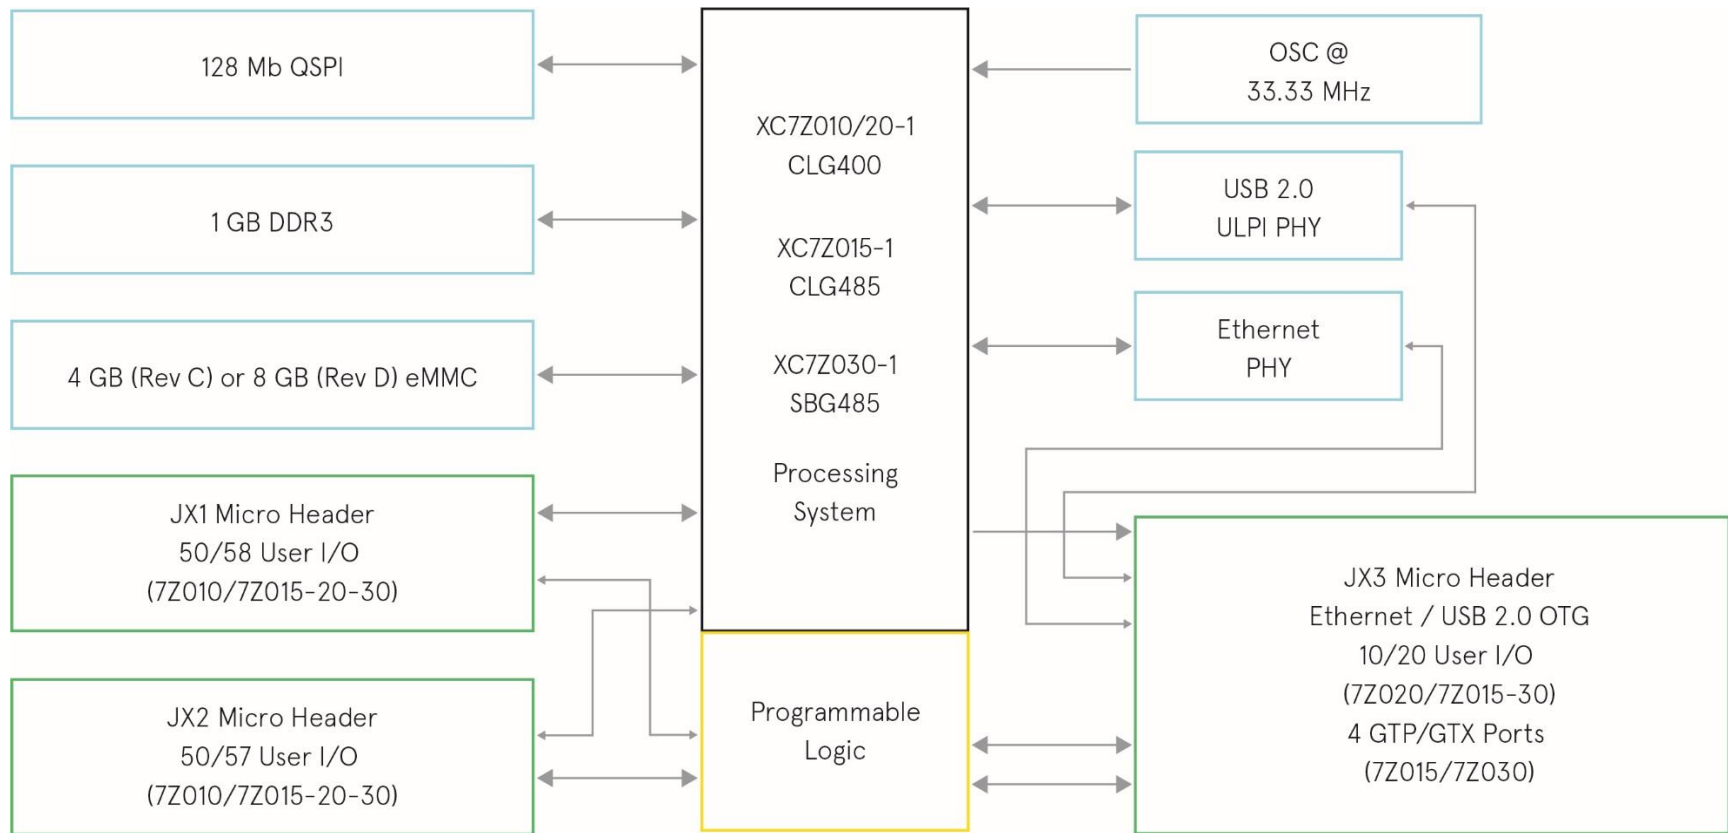 128 Mb QSPI
1 GB DDR3
4 GB (Rev C) or 8 GB (Rev D) eMMC
JX1 Micro Header
50/58 User I/O
(7Z010/7Z015-20-30)
JX2 Micro Header
50/57 User I/O
(7Z010/7Z015-20-30)
XC7Z010/20-1
CLG400
XC7Z015-1
CLG485
XC7Z030-1
SBG485
Processing
System
Programmable
Logic
OSC @
33.33 MHz
USB 2.0
ULPI PHY
Ethernet
PHY
JX3 Micro Header
Ethernet / USB 2.0 OTG
10/20 User I/O
(7Z020/7Z015-30)
4 GTP/GTX Ports
(7Z015/7Z030)